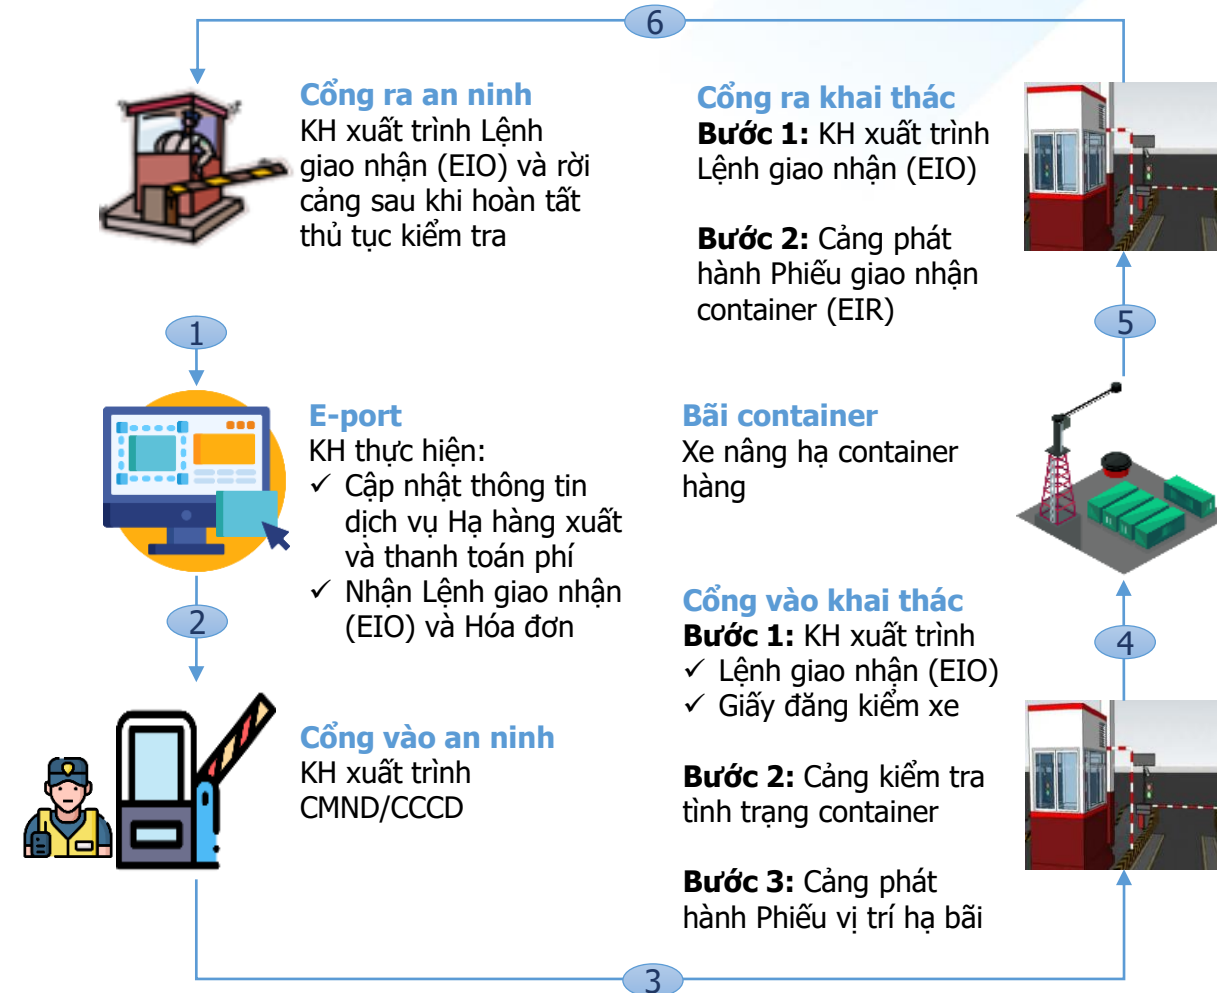 6
Cổng ra an ninh
KH xuất trình Lệnh
giao nhận (EIO) và rời
cảng sau khi hoàn tất
thủ tục kiểm tra
Cổng ra khai thác
Bước 1: KH xuất trình
Lệnh giao nhận (EIO)
Bước 2: Cảng phát
hành Phiếu giao nhận
container (EIR)
1
5
E-port
KH thực hiện:
✓ Cập nhật thông tin
dịch vụ Hạ hàng xuất
và thanh toán phí
✓ Nhận Lệnh giao nhận
(EIO) và Hóa đơn
Bãi container
Xe nâng hạ container
hàng
2
4
Cổng vào an ninh
KH xuất trình
CMND/CCCD
Cổng vào khai thác
Bước 1: KH xuất trình
✓ Lệnh giao nhận (EIO)
✓ Giấy đăng kiểm xe
Bước 2: Cảng kiểm tra
tình trạng container
Bước 3: Cảng phát
hành Phiếu vị trí hạ bãi
3